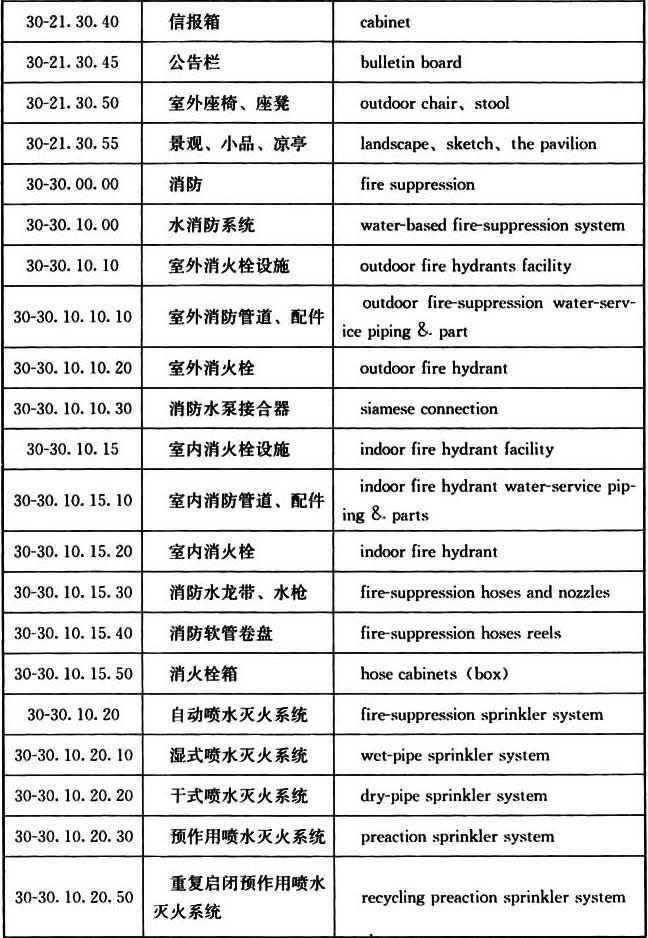 30-21. 30. 40 信报箱 cabinet
30-21. 30. 45 公告栏 bulletin board
30-21. 30. 50 室外座椅、座凳 outdoor chair、stool
30-21. 30. 55 景观、小品、凉亭 landscape、sketch、the pavilion
30-30. 00. 00 消防 fire suppression
30-30. 10. 00 水消防系统 water-based fire-suppression system
30-30. 10. 10 室外消火栓设施 outdoor fire hydrants facility
30-30. 10. 10. 10 室外消防管道、配件 outdoor fire-suppression water-serv-
ice piping &. part
30-30. 10. 10. 20 室外消火栓 outdoor fire hydrant
30-30. 10. 10. 30 消防水泵接合器 siamese connection
30-30. 10. 15 室内消火栓设施 indoor fire hydrant facility
30-30. 10. 15. 10 室内消防管道、配件 indoor fire hydrant water-service pip-
ing &. parts
30-30. 10. 15. 20 室内消火栓 indoor fire hydrant
30-30. 10. 15. 30 消防水龙带、水枪 fire-suppression hoses and nozzles
30-30. 10. 15. 40 消防软管卷盘 fire-suppression hoses reels
30-30. 10. 15. 50 消火栓箱 hose cabinets（box）
30-30. 10. 20 自动喷水灭火系统 fire-suppression sprinkler system
30-30. 10. 20. 10 湿式喷水灭火系统 wet-pipe sprinkler system
30-30. 10. 20. 20 干式喷水灭火系统 dry-pipe sprinkler system
30-30. 10. 20. 30 预作用喷水灭火系统 preaction sprinkler system
30-30. 10. 20. 50 重复启闭预作用喷水
灭火系统 recycling preaction sprinkler system